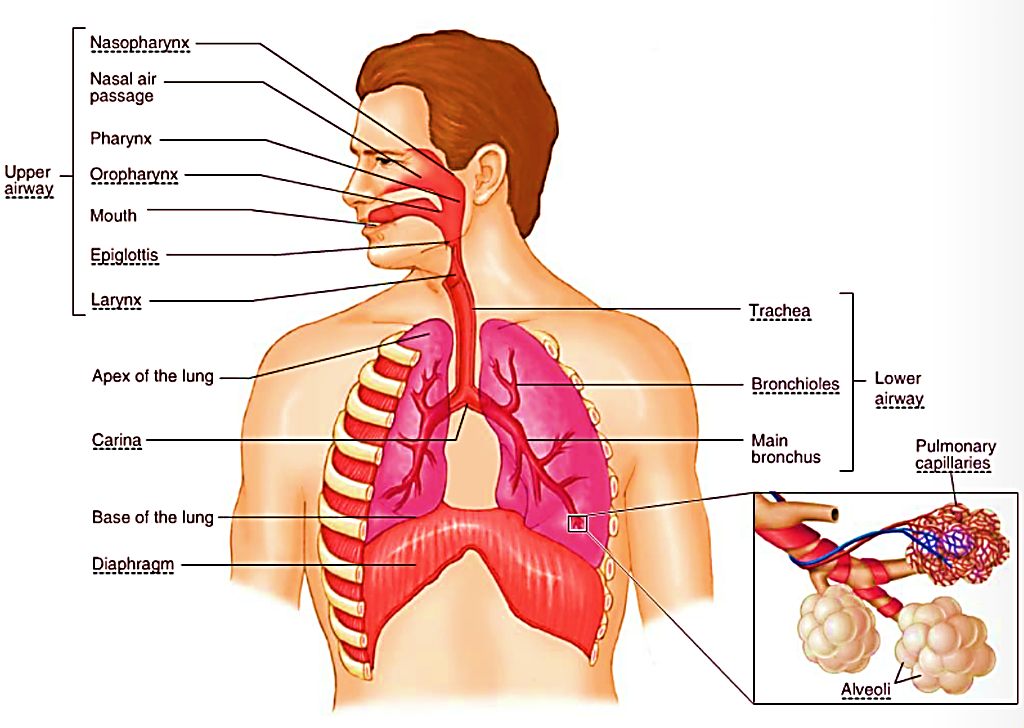 Nasopharynx
Nasal air
passage
Pharynx
Upper
airway
Oropharynx
Mouth
Epiglottis
Larynx
Apex of the lung
Carina
Base of the lung
Diaphragm
Trachea
Bronchioles
Lower
airway
Main
bronchus
Pulmonary
capillaries
Alveoli